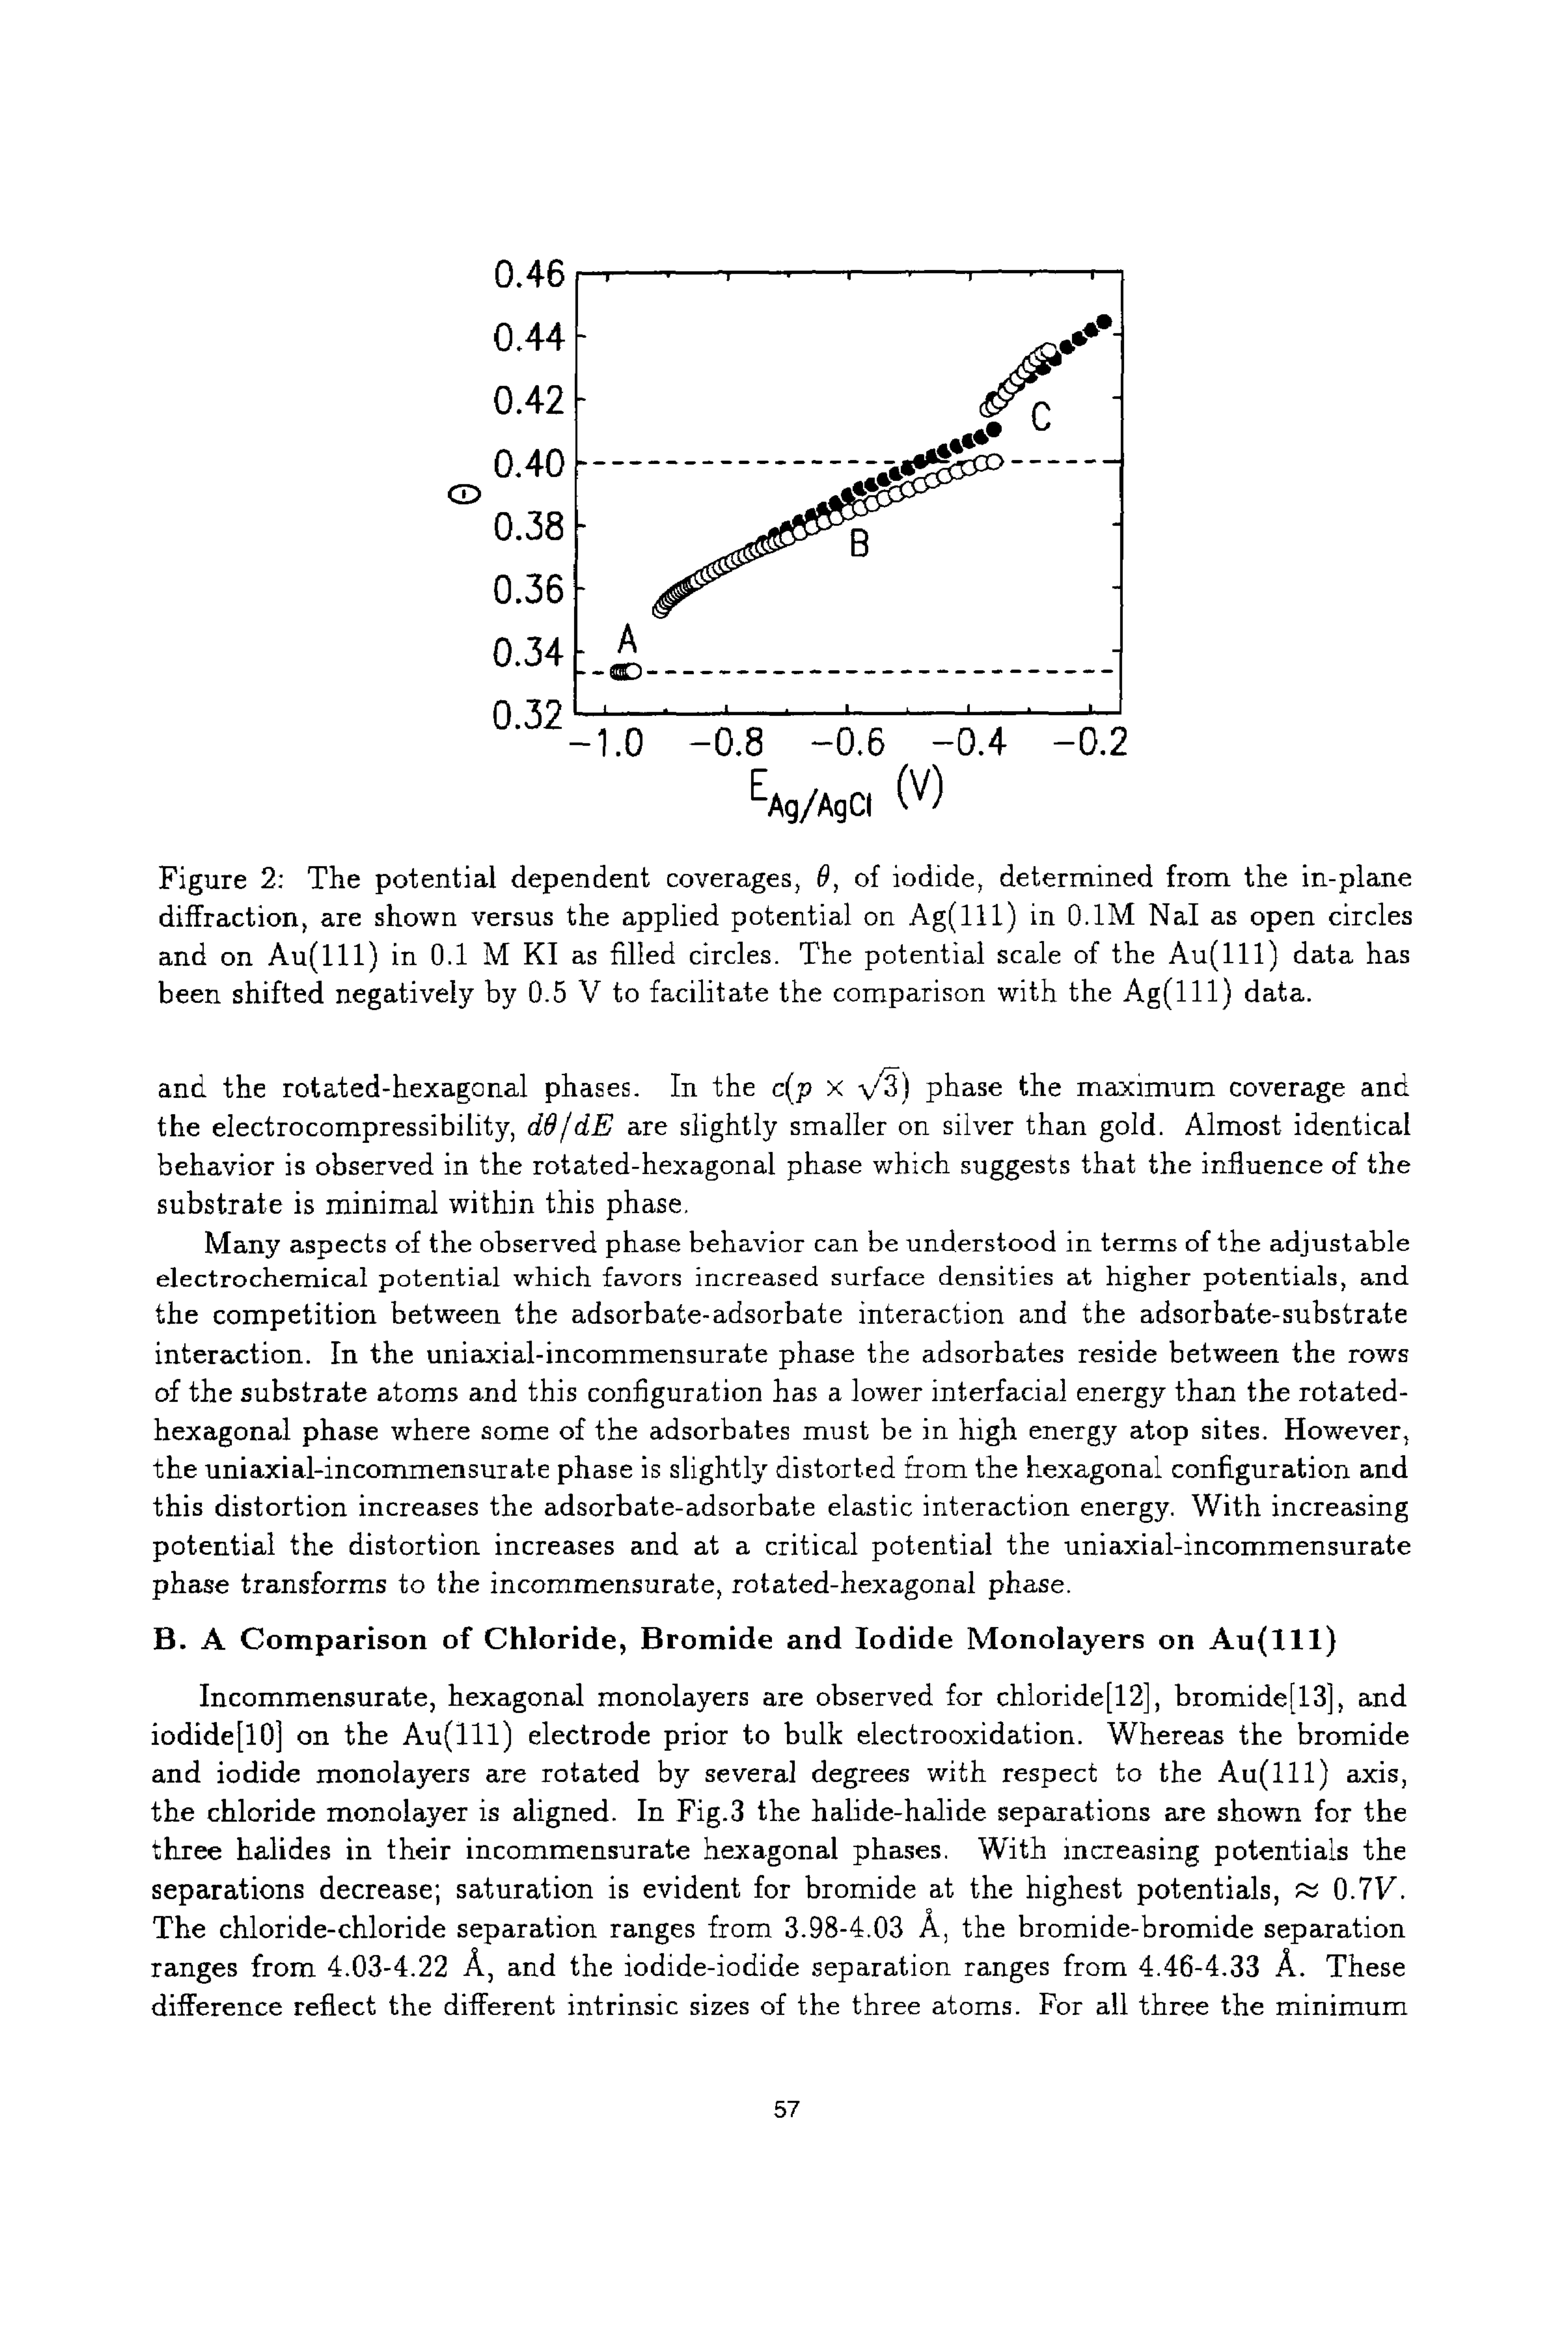 0.46
0.44
0.42
0.40
Θ
0.38
0.36
0.34
0.32
A
B
C
−1.0 −0.8 −0.6 −0.4 −0.2
E Ag/AgCl (V)
Figure 2: The potential dependent coverages, θ, of iodide, determined from the in-plane
diffraction, are shown versus the applied potential on Ag(111) in 0.1M NaI as open circles
and on Au(111) in 0.1 M KI as filled circles. The potential scale of the Au(111) data has
been shifted negatively by 0.5 V to facilitate the comparison with the Ag(111) data.
and the rotated-hexagonal phases. In the c(p x √3) phase the maximum coverage and
the electrocompressibility, dθ/dE are slightly smaller on silver than gold. Almost identical
behavior is observed in the rotated-hexagonal phase which suggests that the influence of the
substrate is minimal within this phase.
Many aspects of the observed phase behavior can be understood in terms of the adjustable
electrochemical potential which favors increased surface densities at higher potentials, and
the competition between the adsorbate-adsorbate interaction and the adsorbate-substrate
interaction. In the uniaxial-incommensurate phase the adsorbates reside between the rows
of the substrate atoms and this configuration has a lower interfacial energy than the rotated-
hexagonal phase where some of the adsorbates must be in high energy atop sites. However,
the uniaxial-incommensurate phase is slightly distorted from the hexagonal configuration and
this distortion increases the adsorbate-adsorbate elastic interaction energy. With increasing
potential the distortion increases and at a critical potential the uniaxial-incommensurate
phase transforms to the incommensurate, rotated-hexagonal phase.
B. A Comparison of Chloride, Bromide and Iodide Monolayers on Au(111)
Incommensurate, hexagonal monolayers are observed for chloride[12], bromide[13], and
iodide[10] on the Au(111) electrode prior to bulk electrooxidation. Whereas the bromide
and iodide monolayers are rotated by several degrees with respect to the Au(111) axis,
the chloride monolayer is aligned. In Fig.3 the halide-halide separations are shown for the
three halides in their incommensurate hexagonal phases. With increasing potentials the
separations decrease; saturation is evident for bromide at the highest potentials, ≈ 0.7V.
The chloride-chloride separation ranges from 3.98-4.03 Å, the bromide-bromide separation
ranges from 4.03-4.22 Å, and the iodide-iodide separation ranges from 4.46-4.33 Å. These
difference reflect the different intrinsic sizes of the three atoms. For all three the minimum
57